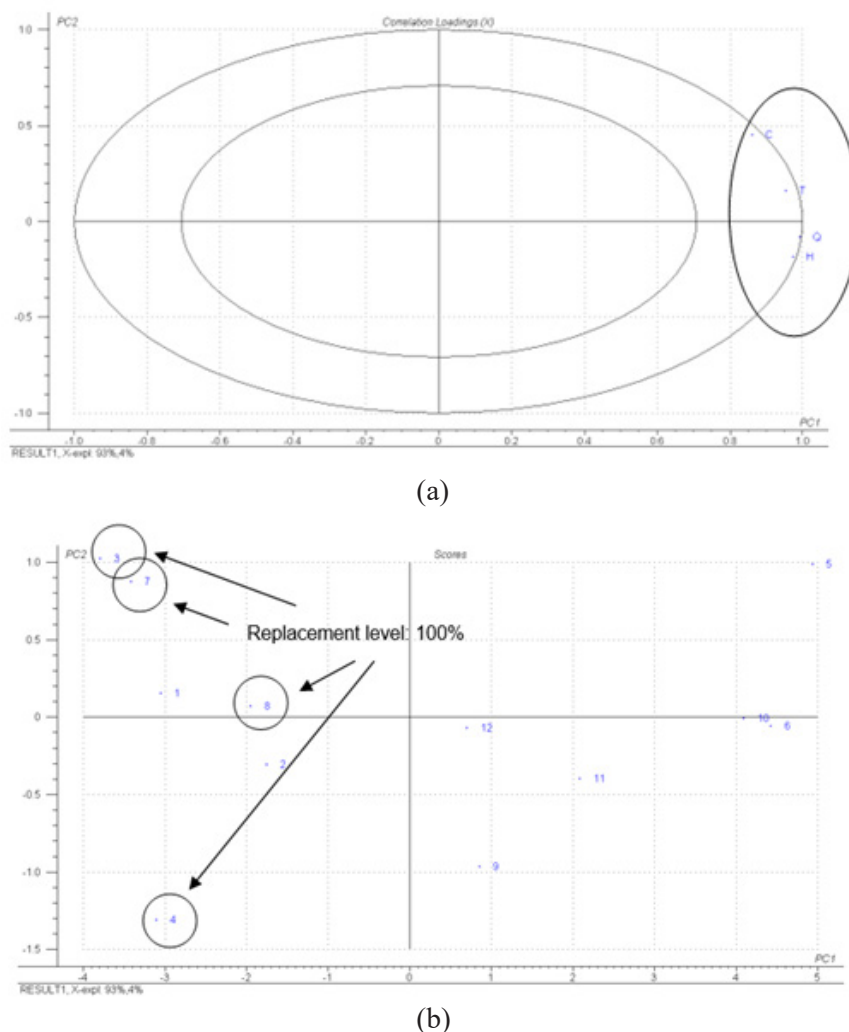 PC2 Correlation Loadings (X)
1.0
0.5
0
-0.5
-1.0
C
T
Q
H
PC1
-1.0 -0.8 -0.6 -0.4 -0.2 0 0.2 0.4 0.6 0.8 1.0
RESULT1, X-expl: 93%,4%
(a)
PC2 Scores
1.0
0.5
0
-0.5
-1.0
-1.5
3
5
7
Replacement level: 100%
1
8
12
10
6
2
11
9
4
PC1
-4 -3 -2 -1 0 1 2 3 4 5
RESULT1, X-expl: 93%,4%
(b)